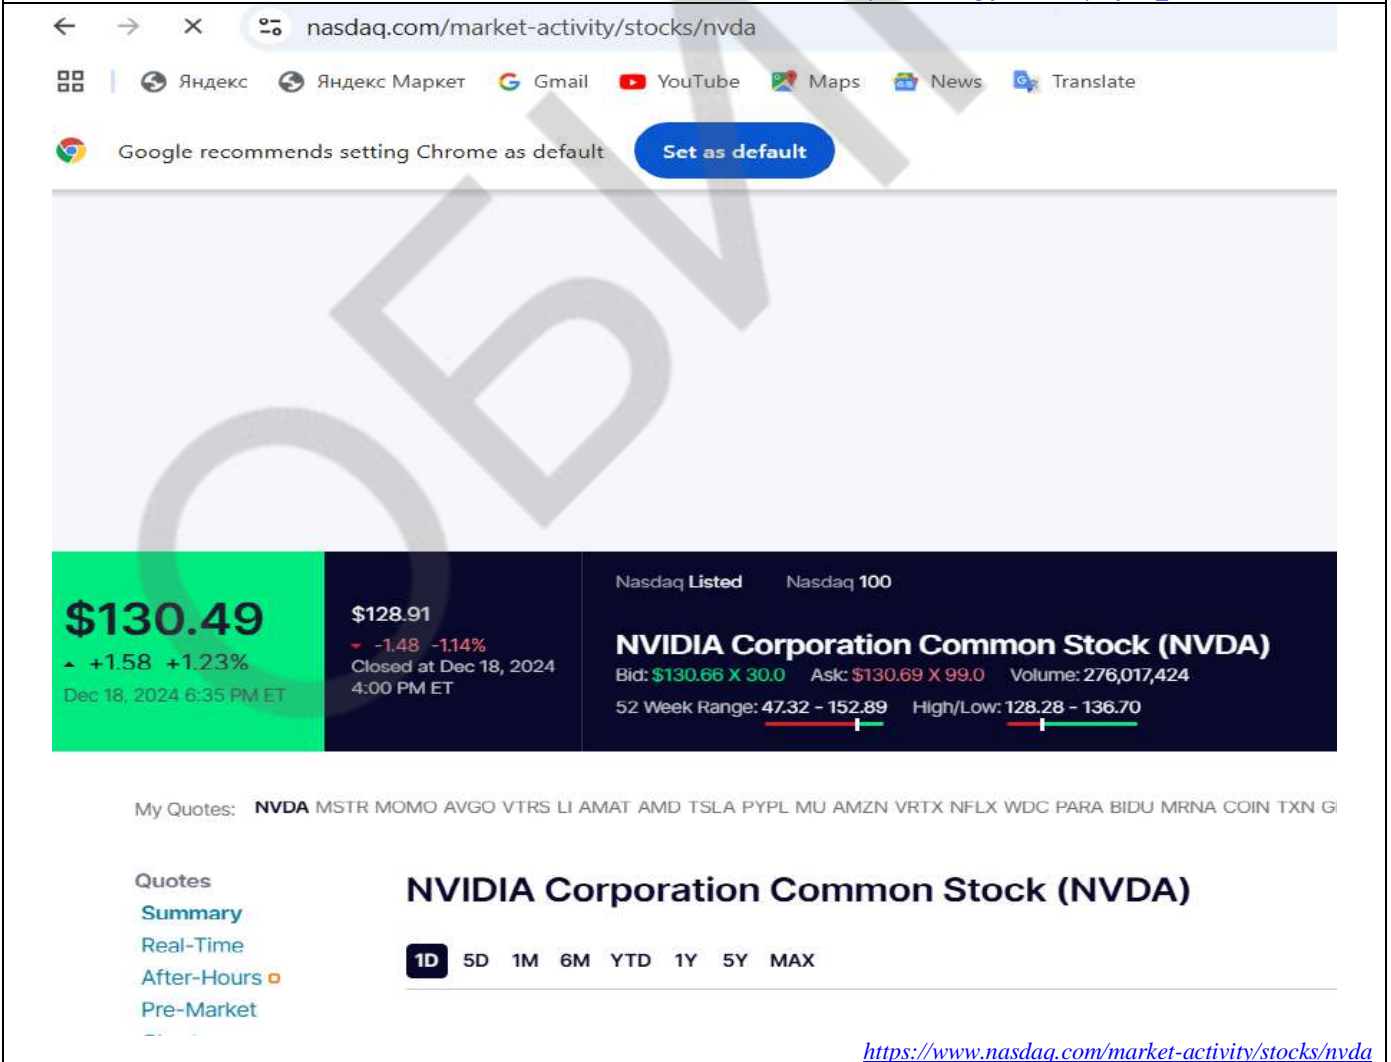 nasdaq.com/market-activity/stocks/nvda
Яндекс Яндекс Маркет Gmail YouTube Maps News Translate
Google recommends setting Chrome as default Set as default
Nasdaq Listed Nasdaq 100
$130.49 $128.91
▼ -1.48 -1.14% NVIDIA Corporation Common Stock (NVDA)
▲ +1.58 +1.23% Closed at Dec 18, 2024 Bid: $130.66 X 30.0 Ask: $130.69 X 99.0 Volume: 276,017,424
Dec 18, 2024 6:35 PM ET 4:00 PM ET
52 Week Range: 47.32 - 152.89 High/Low: 128.28 - 136.70
My Quotes: NVDA MSTR MOMO AVGO VTRS LI AMAT AMD TSLA PYPL MU AMZN VRTX NFLX WDC PARA BIDU MRNA COIN TXN
Quotes
NVIDIA Corporation Common Stock (NVDA)
Summary
Real-Time
1D 5D 1M 6M YTD 1Y 5Y MAX
After-Hours
Pre-Market
https://www.nasdaq.com/market-activity/stocks/nvda